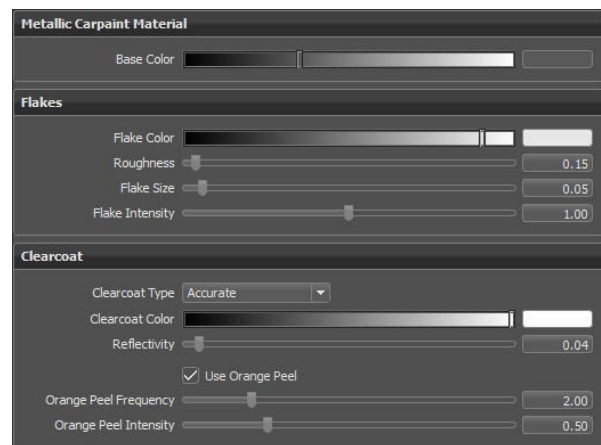 Metallic Carpaint Material
Base Color
Flakes
Flake Color
Roughness 0.15
Flake Size 0.05
Flake Intensity 1.00
Clearcoat
Clearcoat Type Accurate
Clearcoat Color
Reflectivity 0.04
Use Orange Peel
Orange Peel Frequency 2.00
Orange Peel Intensity 0.50